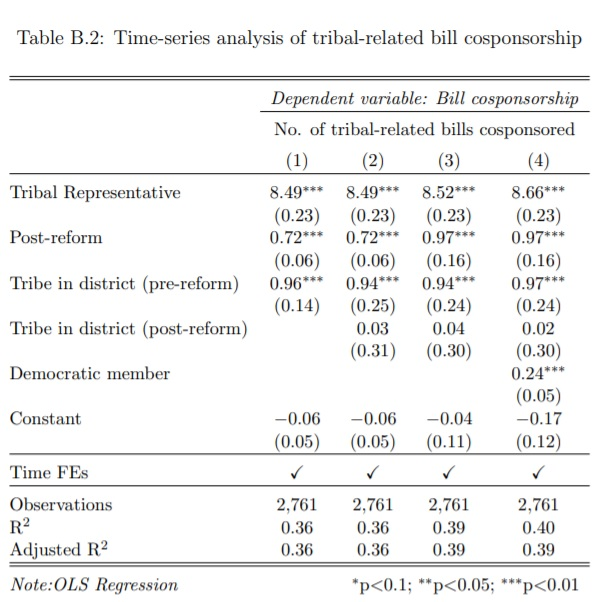 Table B.2: Time-series analysis of tribal-related bill cosponsorship
Dependent variable: Bill cosponsorship
No. of tribal-related bills cosponsored
(1) (2) (3) (4)
Tribal Representative 8.49*** 8.49*** 8.52*** 8.66***
(0.23) (0.23) (0.23) (0.23)
Post-reform 0.72*** 0.72*** 0.97*** 0.97***
(0.06) (0.06) (0.16) (0.16)
Tribe in district (pre-reform) 0.96*** 0.94*** 0.94*** 0.97***
(0.14) (0.25) (0.24) (0.24)
Tribe in district (post-reform) 0.03 0.04 0.02
(0.31) (0.30) (0.30)
Democratic member 0.24***
(0.05)
Constant −0.06 −0.06 −0.04 −0.17
(0.05) (0.05) (0.11) (0.12)
Time FEs ✓ ✓ ✓ ✓
Observations 2,761 2,761 2,761 2,761
R² 0.36 0.36 0.39 0.40
Adjusted R² 0.36 0.36 0.39 0.39
Note:OLS Regression *p<0.1; **p<0.05; ***p<0.01